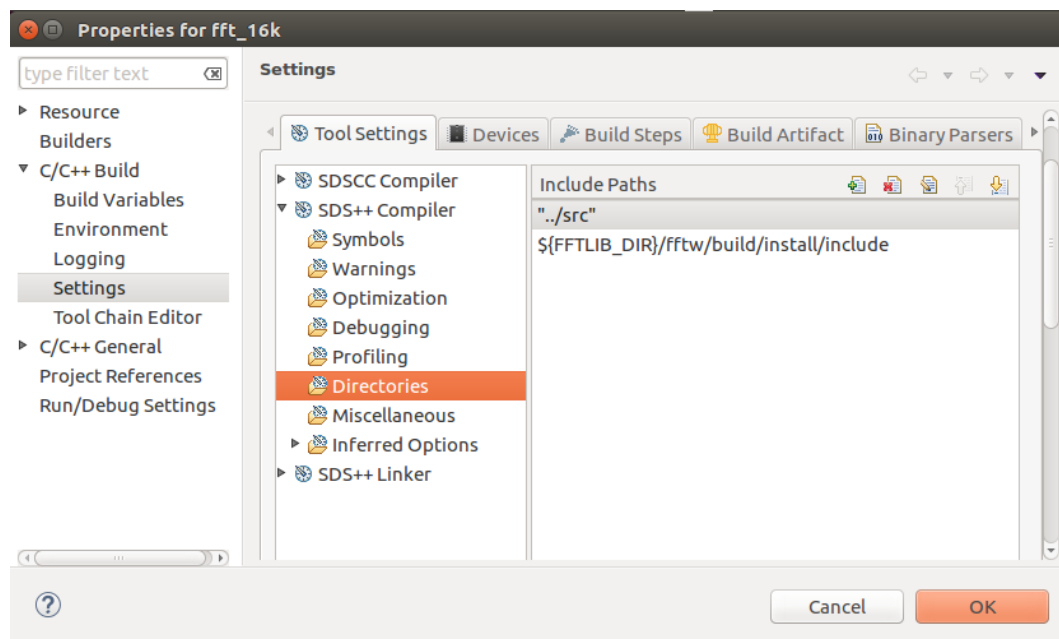 Properties for fft_16k
type filter text
Resource
Builders
C/C++ Build
Build Variables
Environment
Logging
Settings
Tool Chain Editor
C/C++ General
Project References
Run/Debug Settings
Settings
Tool Settings
Devices
Build Steps
Build Artifact
Binary Parsers
SDSCC Compiler
SDS++ Compiler
Symbols
Warnings
Optimization
Debugging
Profiling
Directories
Miscellaneous
Inferred Options
SDS++ Linker
Include Paths
"../src"
${FFTLIB_DIR}/fftw/build/install/include
Cancel
OK